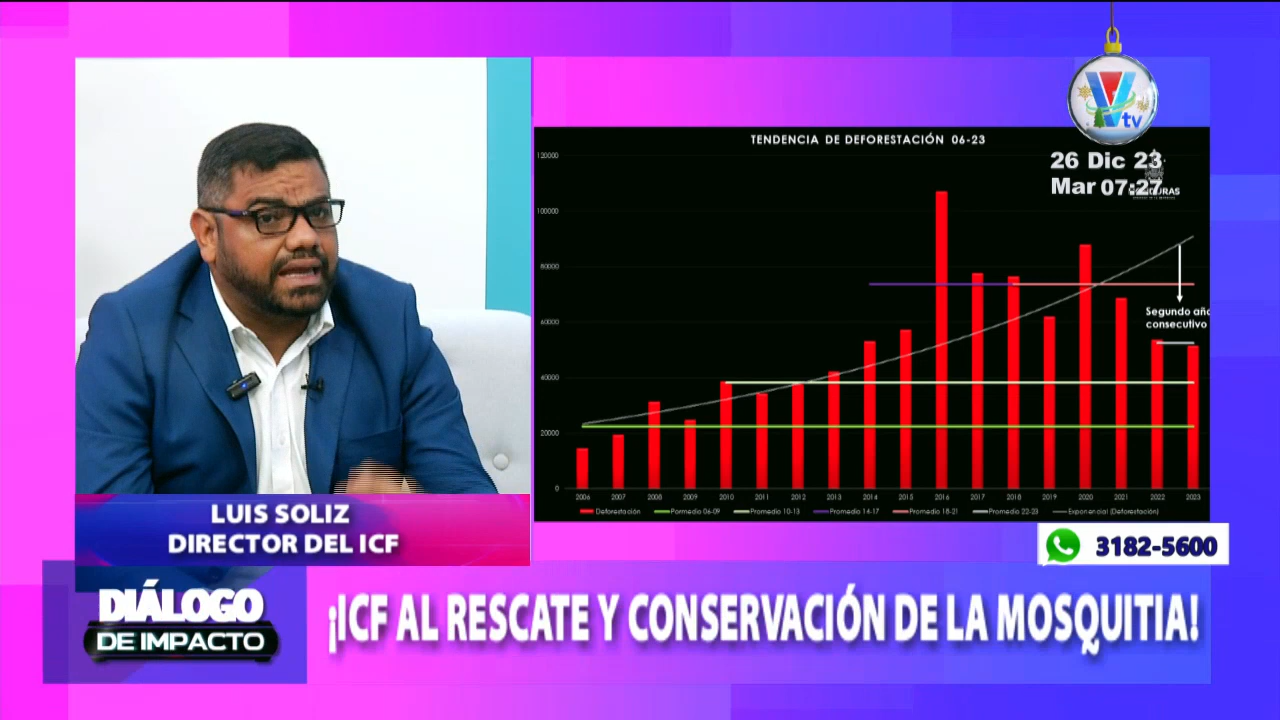 TENDENCIA DE DEFORESTACIÓN 06-23
V
tv
26 Dic 23
Mar 07:27
120000
100000
80000
60000
40000
20000
0
Segundo año
consecutivo
2006 2007 2008 2009 2010 2011 2012 2013 2014 2015 2016 2017 2018 2019 2020 2021 2022 2023
Deforestación Pormedio 06-09 Promedio 10-13 Promedio 14-17 Promedio 18-21 Promedio 22-23 Exponencial (Deforestación)
LUIS SOLIZ
DIRECTOR DEL ICF
3182-5600
DIÁLOGO
DE IMPACTO
¡ICF AL RESCATE Y CONSERVACIÓN DE LA MOSQUITIA!